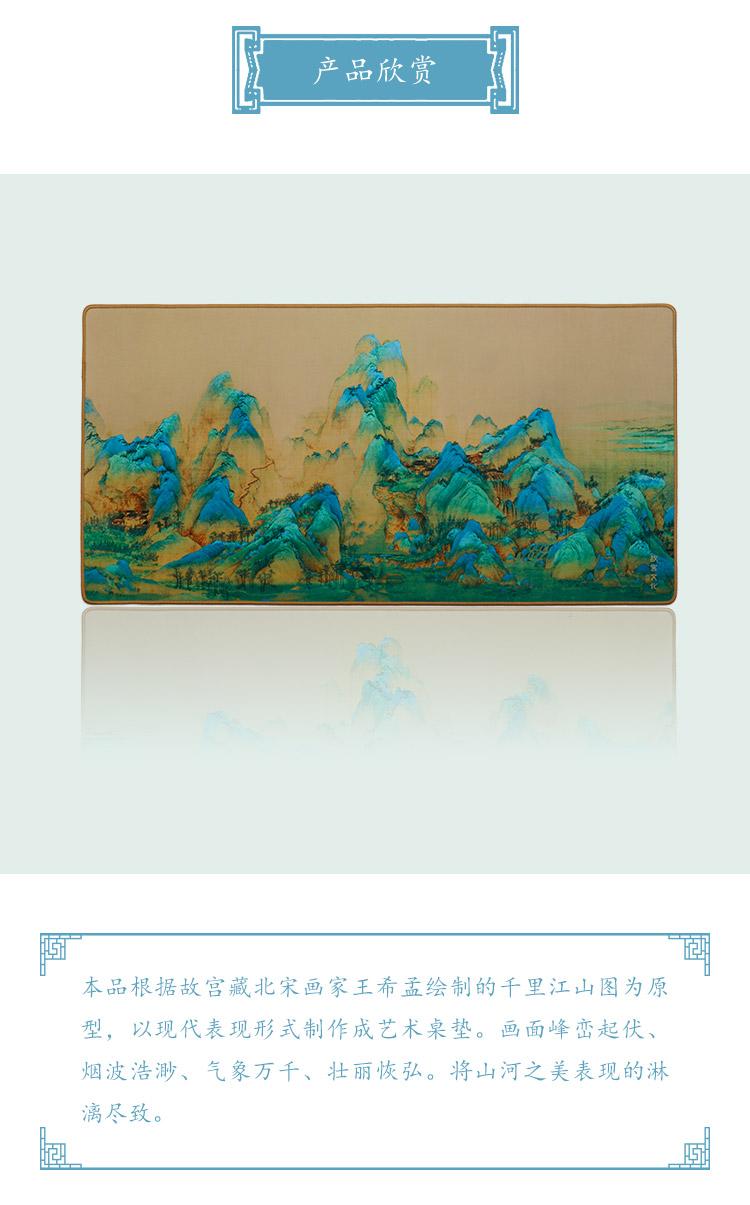 产品欣赏
故宫文化
本品根据故宫藏北宋画家王希孟绘制的千里江山图为原
型，以现代表现形式制作成艺术桌垫。画面峰峦起伏、
烟波浩渺、气象万千、壮丽恢弘。将山河之美表现的淋
漓尽致。